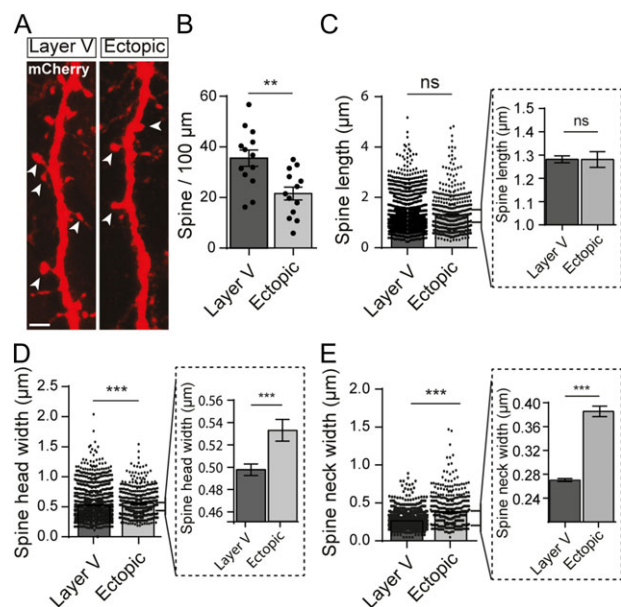 A
Layer V
Ectopic
mCherry
B
**
Spine / 100 µm
60
40
20
0
Layer V
Ectopic
C
ns
Spine length (µm)
6
4
2
0
Layer V
Ectopic
ns
Spine length (µm)
1.5
1.4
1.3
1.2
1.1
1.0
Layer V
Ectopic
D
***
Spine head width (µm)
2.5
2.0
1.5
1.0
0.5
0.0
Layer V
Ectopic
***
Spine head width (µm)
0.56
0.54
0.52
0.50
0.48
0.46
Layer V
Ectopic
E
***
Spine neck width (µm)
2.0
1.5
1.0
0.5
0.0
Layer V
Ectopic
***
Spine neck width (µm)
0.40
0.36
0.32
0.28
0.24
Layer V
Ectopic